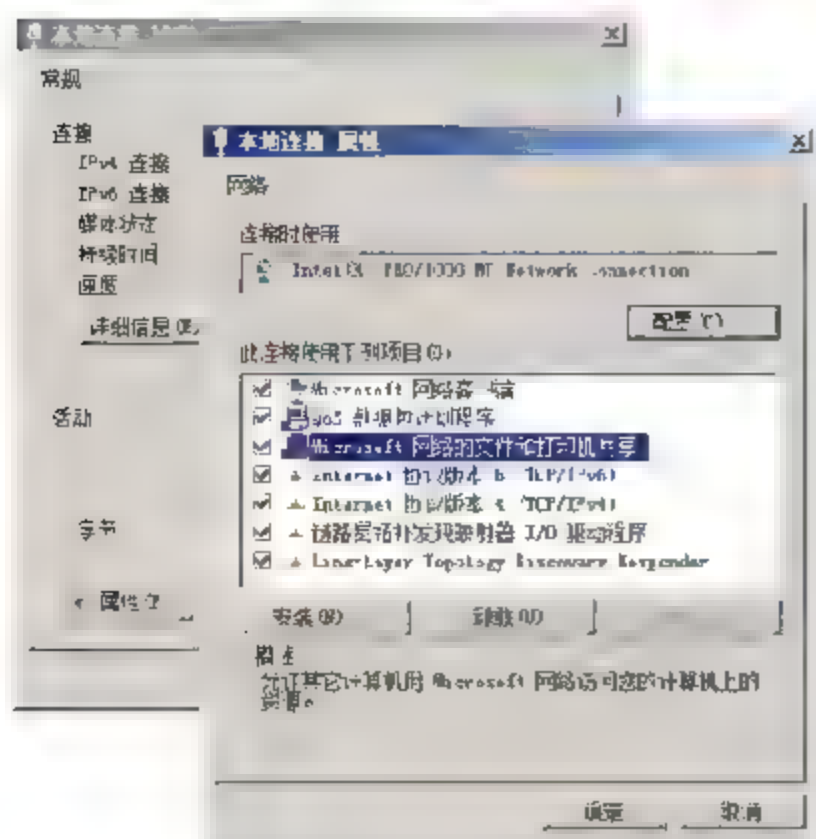 常规
连接
IPv4 连接
IPv6 连接
媒体状态
持续时间
速度
详细信息(E)
活动
字节
属性
本地连接 属性
网络
连接时使用
Intel(R) PRO/1000 MT Network Connection
配置(C)
此连接使用下列项目(O)
Microsoft 网络客户端
QoS 数据包计划程序
Microsoft 网络的文件和打印机共享
Internet 协议版本 6 (TCP/IPv6)
Internet 协议版本 4 (TCP/IPv4)
链路层拓扑发现映射器 I/O 驱动程序
Link-Layer Topology Discovery Responder
安装(N)
卸载(U)
描述
允许其它计算机用 Microsoft 网络访问您的计算机上的
资源。
确定
取消